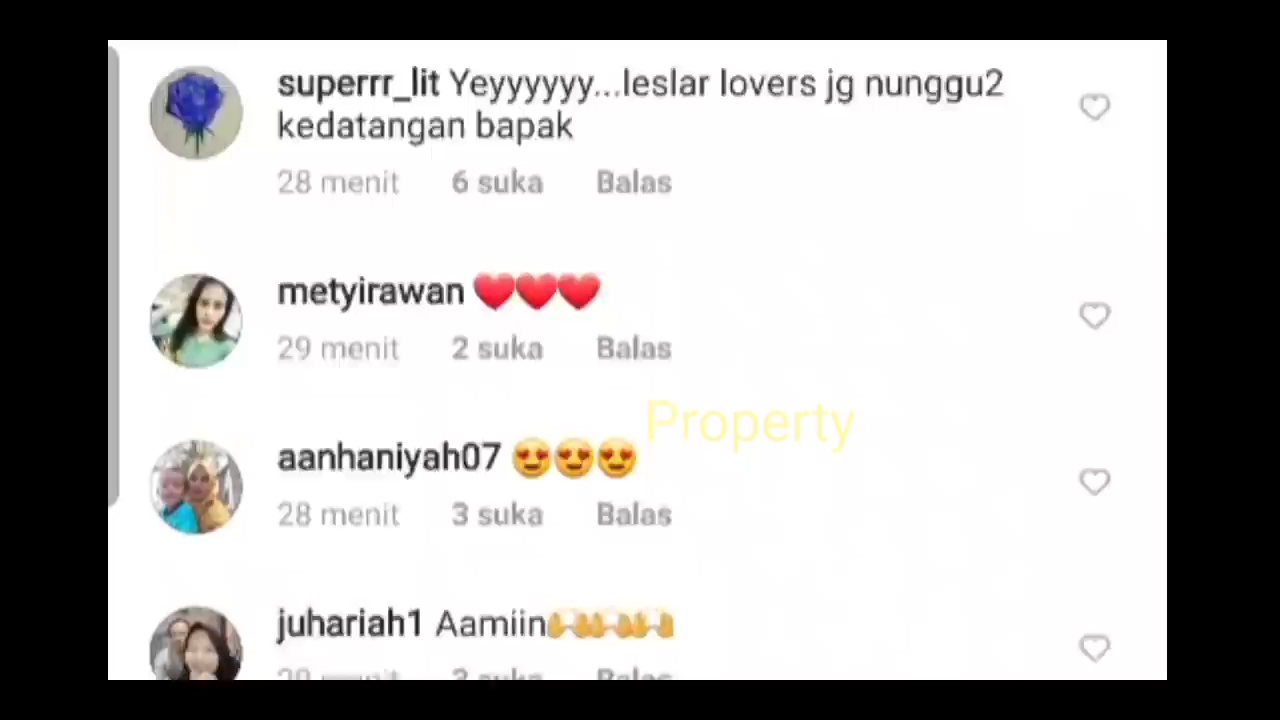 superrr_lit Yeyyyyyy...leslar lovers jg nunggu2
kedatangan bapak
28 menit 6 suka Balas
metyirawan ❤️❤️❤️
29 menit 2 suka Balas
Property
aanhaniyah07 😍😍😍
28 menit 3 suka Balas
juhariah1 Aamiin🙌🙌🙌